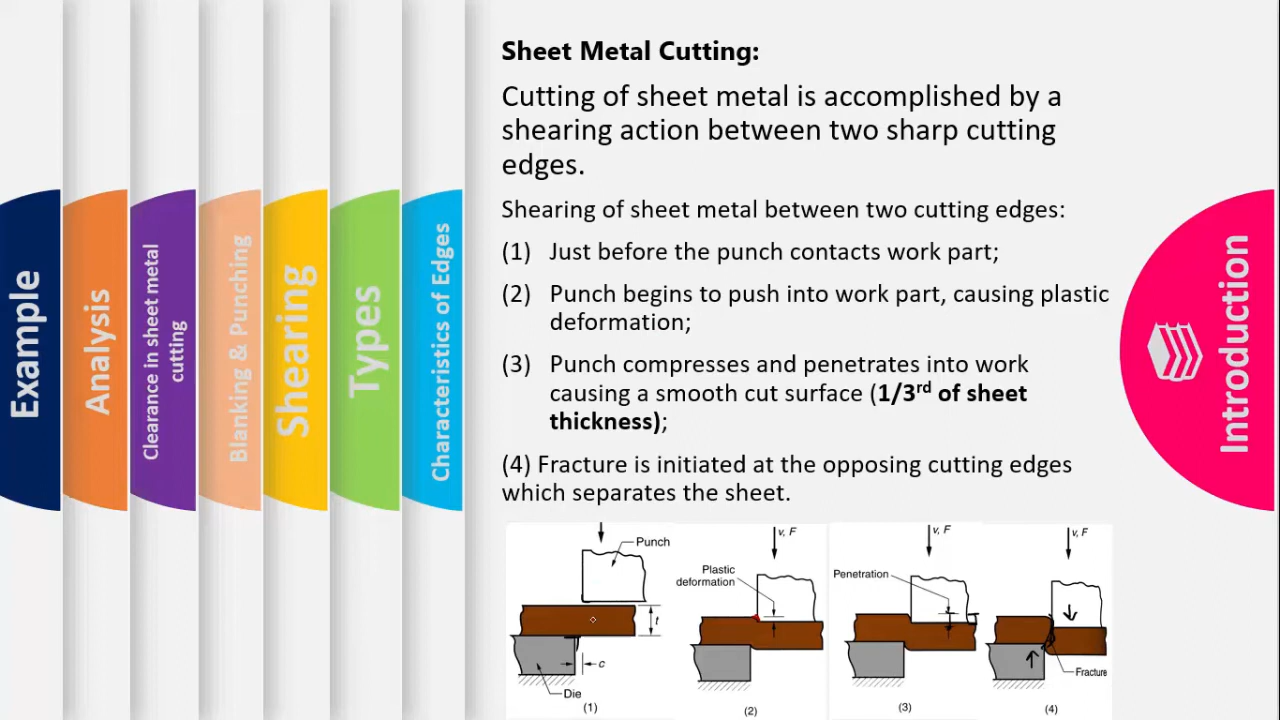 Sheet Metal Cutting:
Cutting of sheet metal is accomplished by a
shearing action between two sharp cutting
edges.
Shearing of sheet metal between two cutting edges:
(1) Just before the punch contacts work part;
(2) Punch begins to push into work part, causing plastic
deformation;
(3) Punch compresses and penetrates into work
causing a smooth cut surface (1/3rd of sheet
thickness);
(4) Fracture is initiated at the opposing cutting edges
which separates the sheet.
Example
Analysis
Clearance in sheet metal
cutting
Blanking & Punching
Shearing
Types
Characteristics of Edges
Introduction
Punch
t
c
Die
(1)
v, F
Plastic
deformation
(2)
v, F
Penetration
(3)
v, F
Fracture
(4)